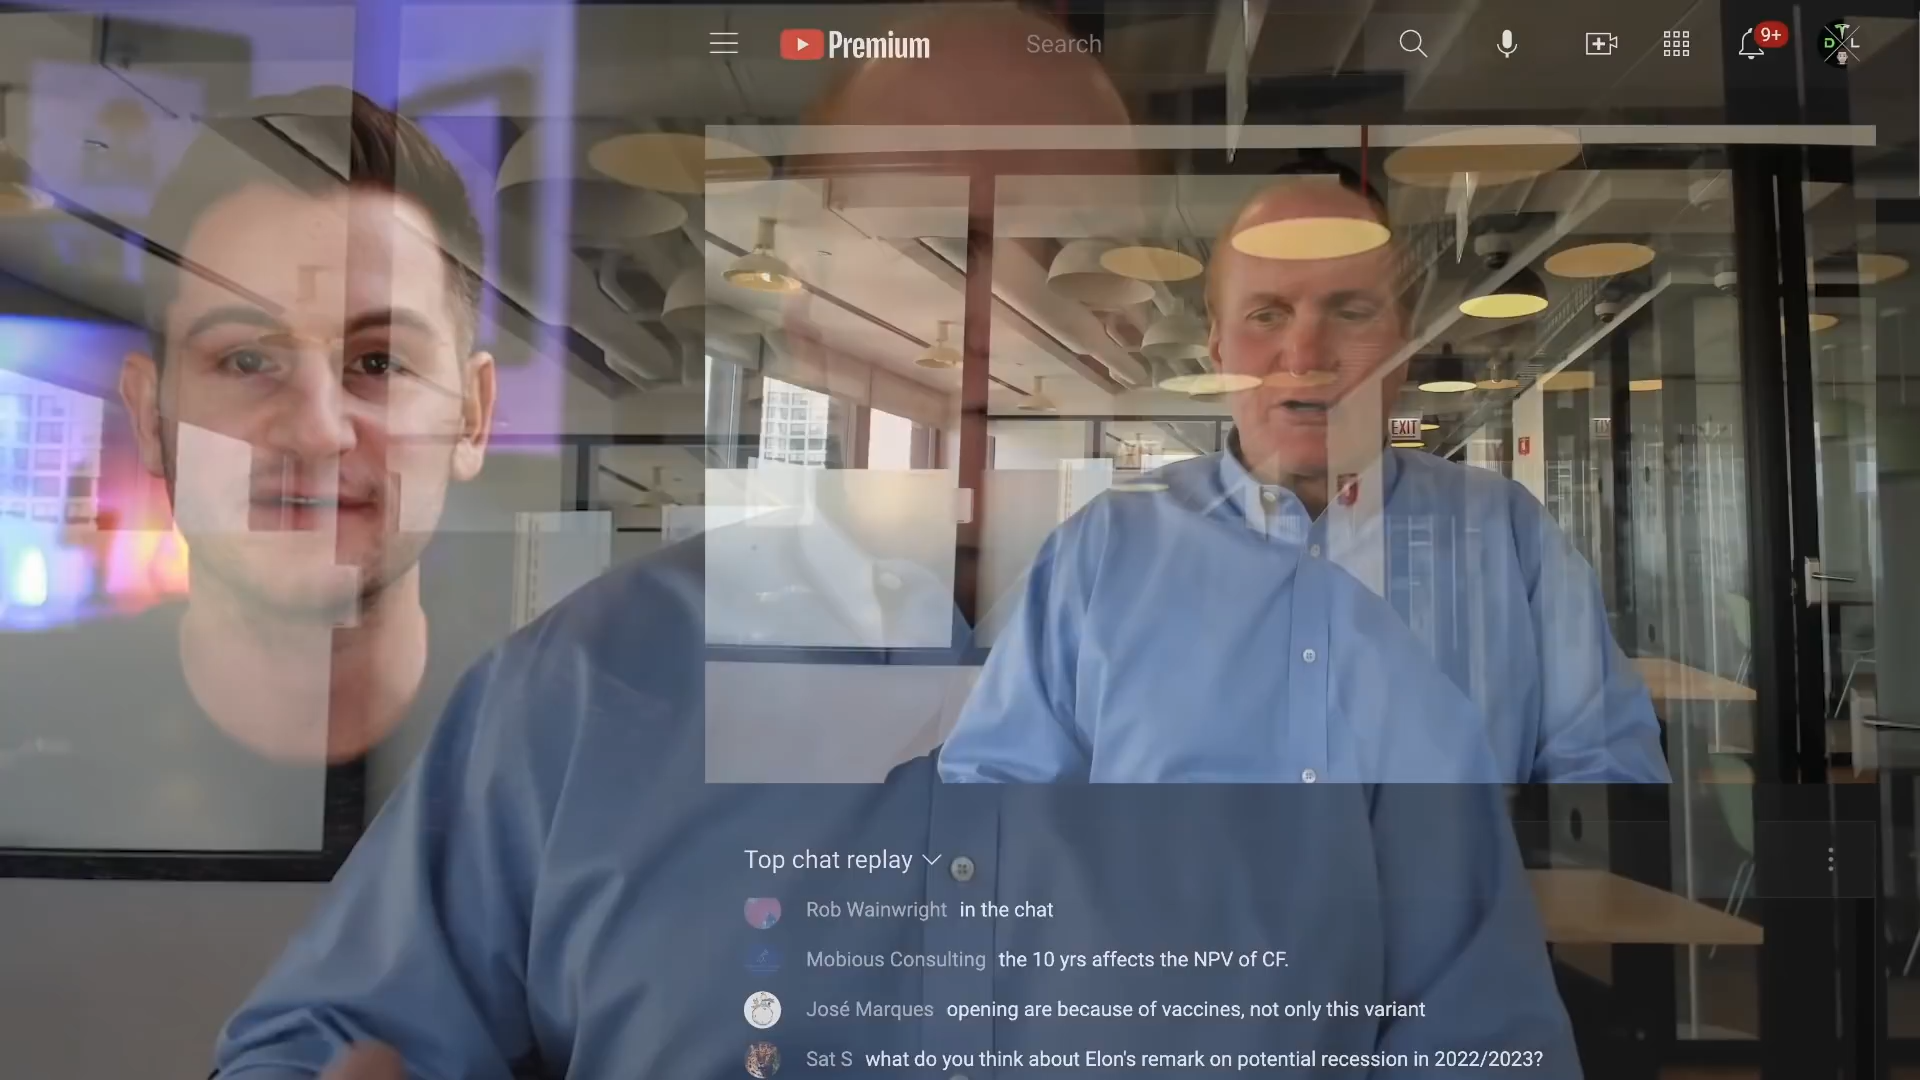 Premium
Search
9+
D L
EXIT
Top chat replay
Rob Wainwright in the chat
Mobious Consulting the 10 yrs affects the NPV of CF.
José Marques opening are because of vaccines, not only this variant
Sat S what do you think about Elon's remark on potential recession in 2022/2023?